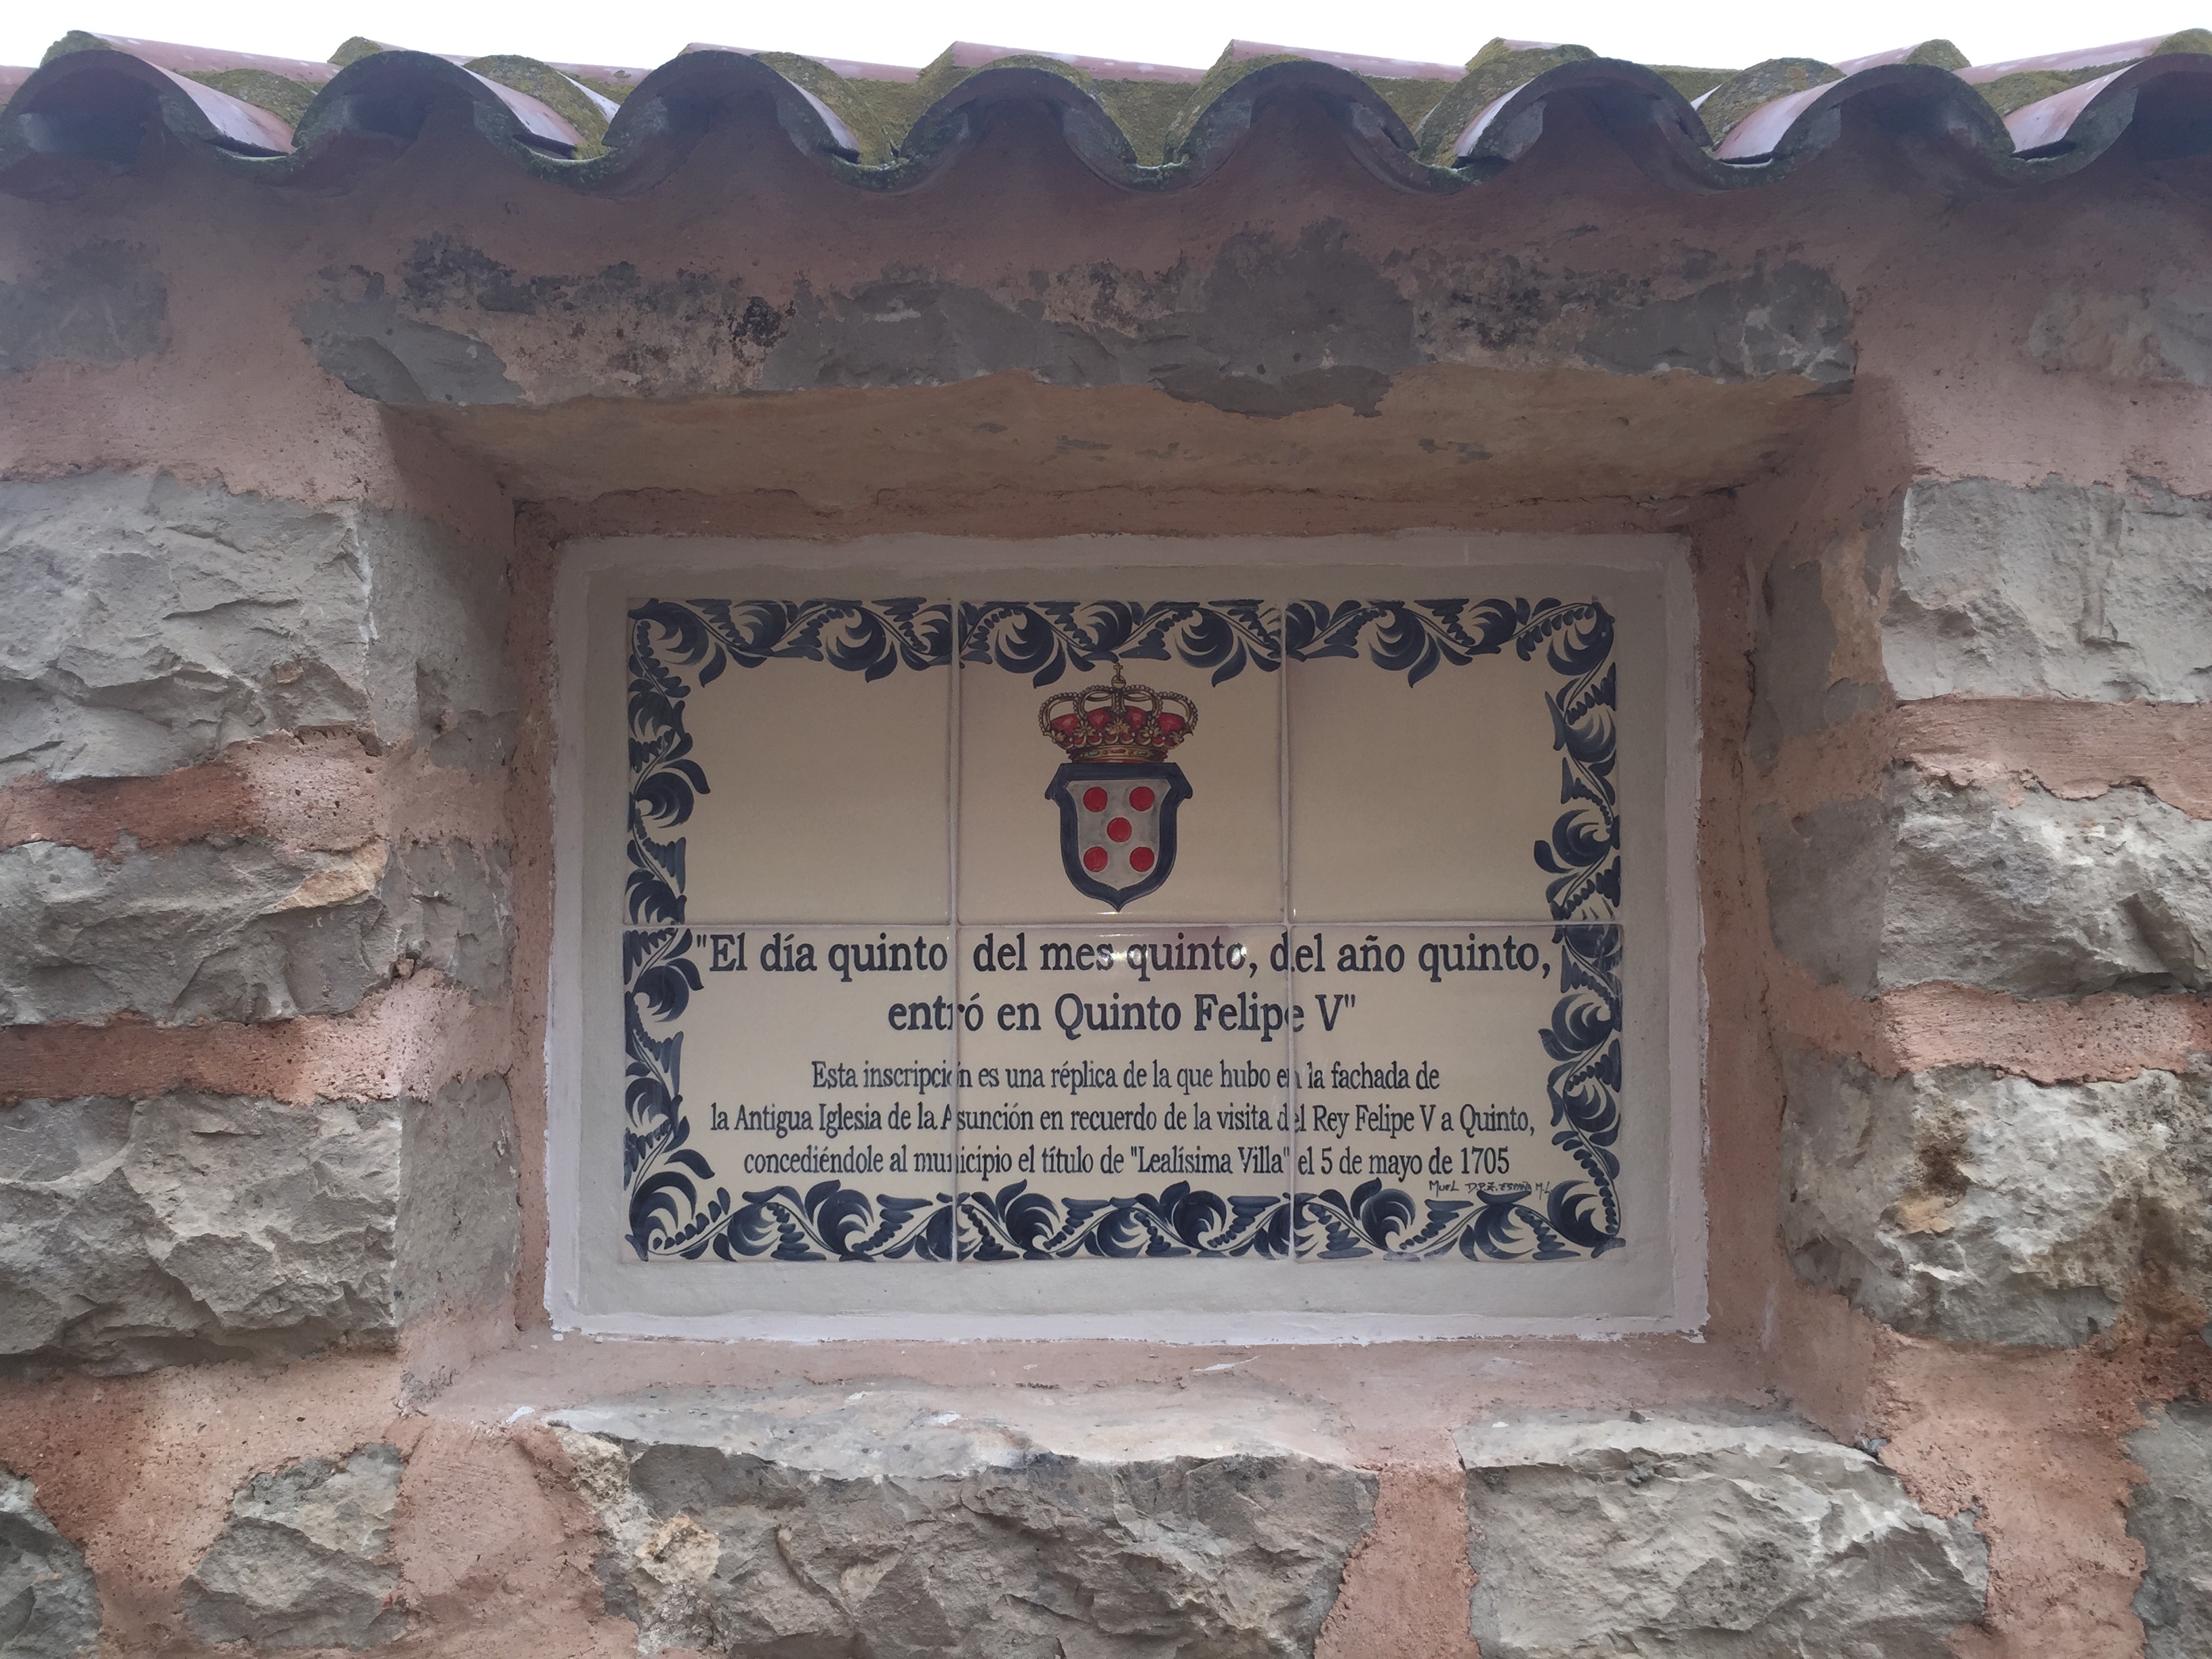 "El día quinto del mes quinto, del año quinto,
entró en Quinto Felipe V"
Esta inscripción es una réplica de la que hubo en la fachada de
la Antigua Iglesia de la Asunción en recuerdo de la visita del Rey Felipe V a Quinto,
concediéndole al municipio el título de "Lealísima Villa" el 5 de mayo de 1705
Muel D.P.Z. ESPAÑA M.L